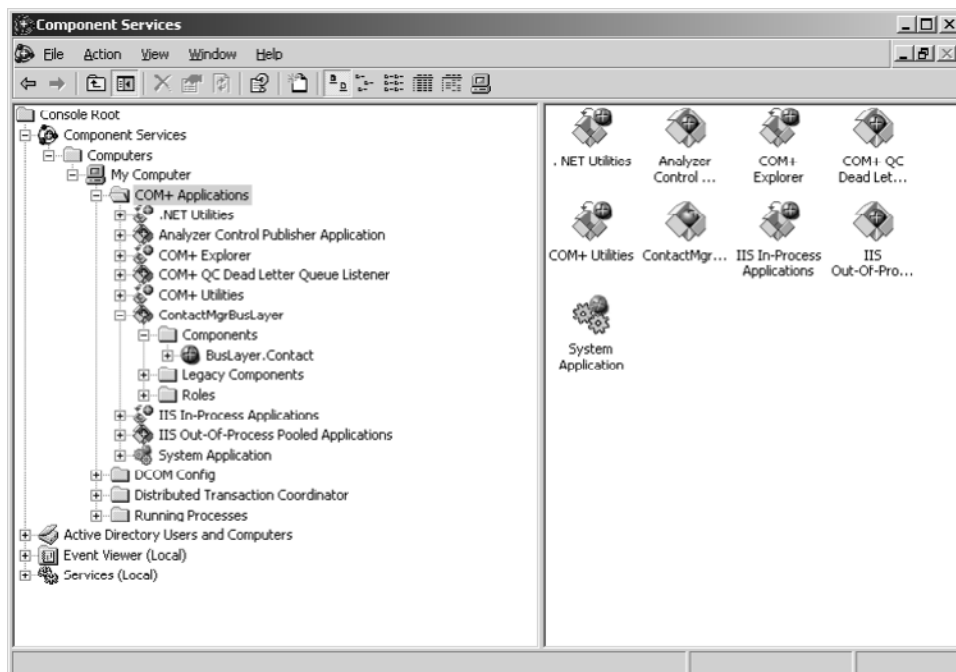 Component Services
File Action View Window Help
Console Root
Component Services
Computers
My Computer
COM+ Applications
.NET Utilities
Analyzer Control Publisher Application
COM+ Explorer
COM+ QC Dead Letter Queue Listener
COM+ Utilities
ContactMgrBusLayer
Components
BusLayer.Contact
Legacy Components
Roles
IIS In-Process Applications
IIS Out-Of-Process Pooled Applications
System Application
DCOM Config
Distributed Transaction Coordinator
Running Processes
Active Directory Users and Computers
Event Viewer (Local)
Services (Local)
.NET Utilities
Analyzer
Control ...
COM+
Explorer
COM+ QC
Dead Let...
COM+ Utilities
ContactMgr...
IIS In-Process
Applications
IIS
Out-Of-Pro...
System
Application